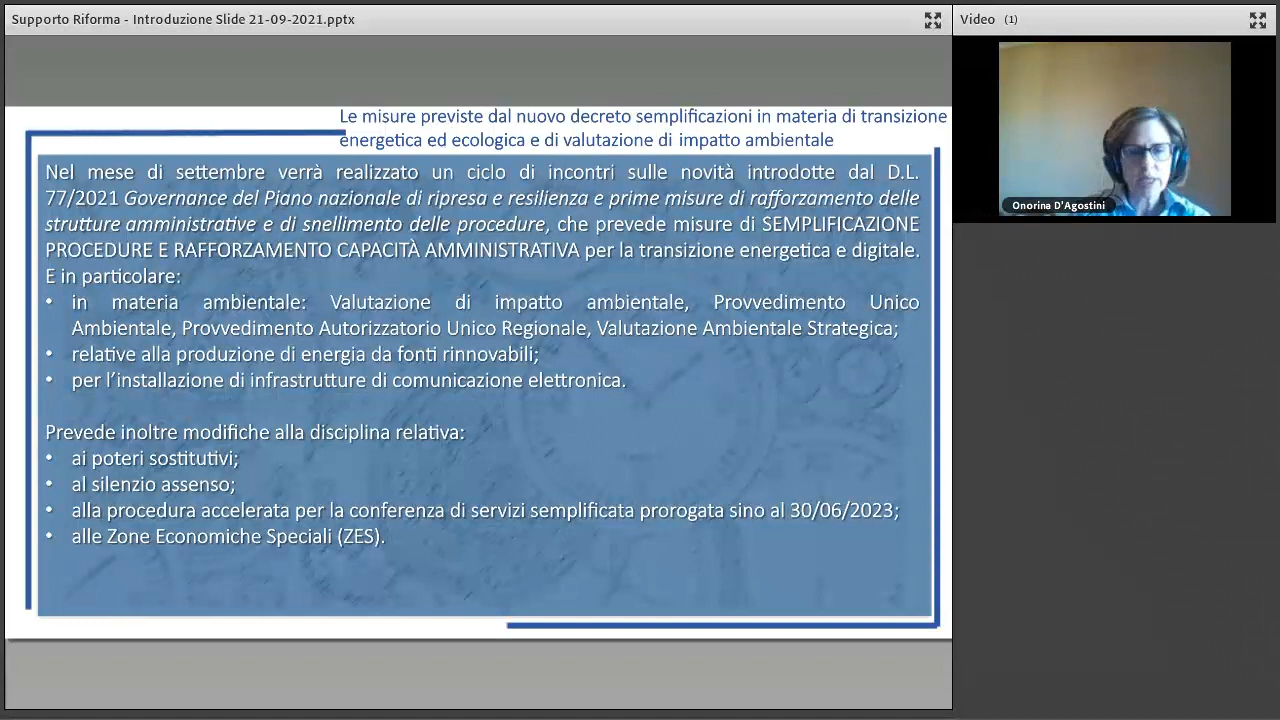 Supporto Riforma - Introduzione Slide 21-09-2021.pptx
Video (1)
Onorina D'Agostini
Le misure previste dal nuovo decreto semplificazioni in materia di transizione
energetica ed ecologica e di valutazione di impatto ambientale
Nel mese di settembre verrà realizzato un ciclo di incontri sulle novità introdotte dal D.L.
77/2021 Governance del Piano nazionale di ripresa e resilienza e prime misure di rafforzamento delle
strutture amministrative e di snellimento delle procedure, che prevede misure di SEMPLIFICAZIONE
PROCEDURE E RAFFORZAMENTO CAPACITÀ AMMINISTRATIVA per la transizione energetica e digitale.
E in particolare:
• in materia ambientale: Valutazione di impatto ambientale, Provvedimento Unico
Ambientale, Provvedimento Autorizzatorio Unico Regionale, Valutazione Ambientale Strategica;
• relative alla produzione di energia da fonti rinnovabili;
• per l'installazione di infrastrutture di comunicazione elettronica.
Prevede inoltre modifiche alla disciplina relativa:
• ai poteri sostitutivi;
• al silenzio assenso;
• alla procedura accelerata per la conferenza di servizi semplificata prorogata sino al 30/06/2023;
• alle Zone Economiche Speciali (ZES).